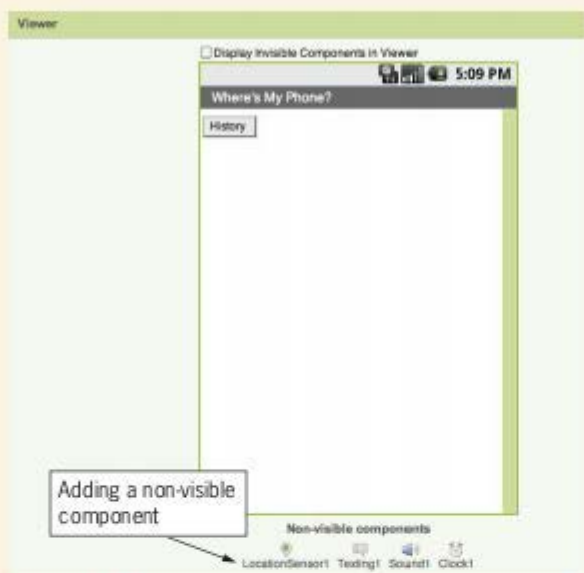 Viewer
Display Invisible Components in Viewer
5:09 PM
Where's My Phone?
History
Adding a non-visible
component
Non-visible components
LocationSensor1 Texting1 Sound1 Clock1